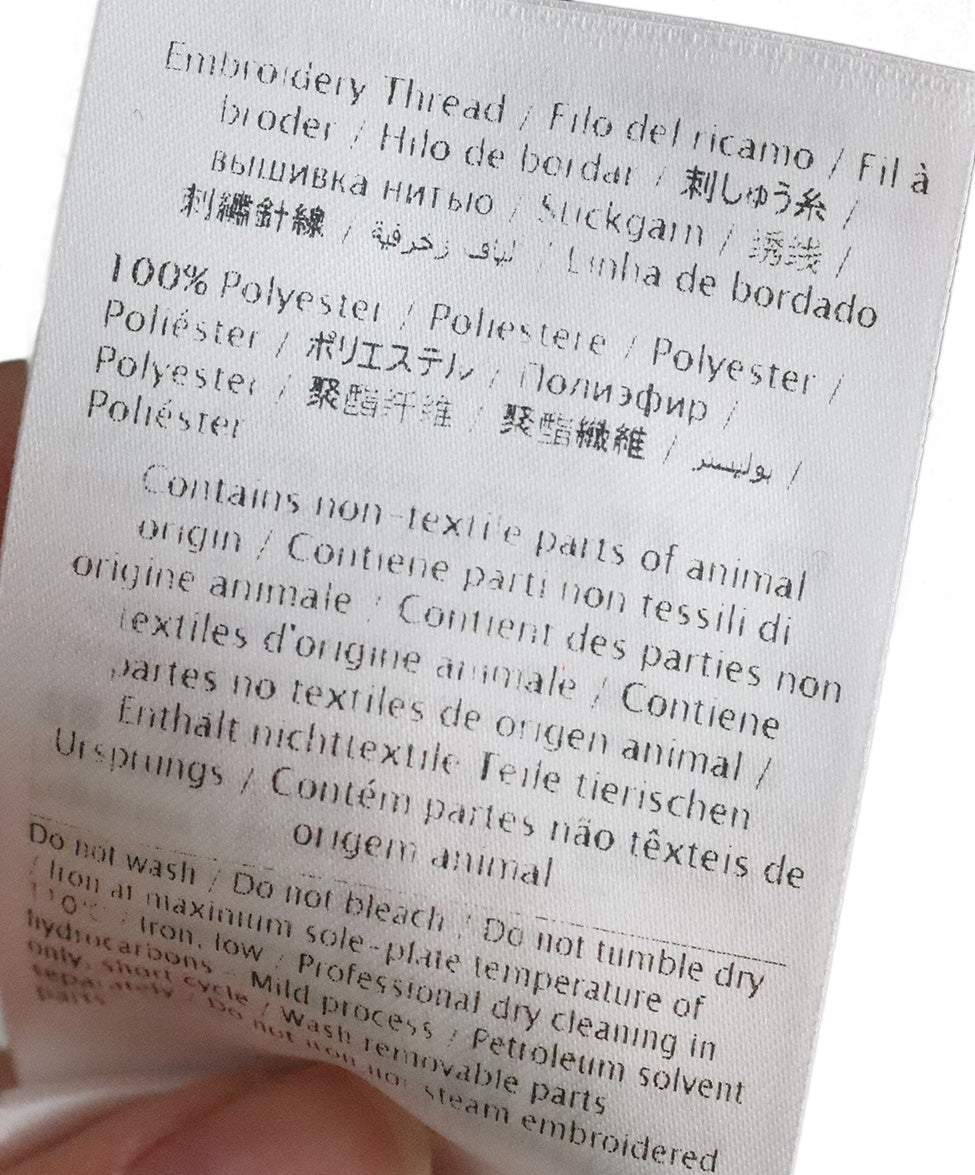 Embroidery Thread / Filo del ricamo / Fil à
broder / Hilo de bordar / 刺しゅう糸 /
вышивка нитью / Stickgarn / 绣线 /
刺繡針線 / ألياف زخرفية / Linha de bordado
100% Polyester / Poliestere / Polyester /
Poliéster / ポリエステル / Полиэфир /
Polyester / 聚酯纤维 / 聚酯纖維 / بوليستر /
Poliéster
Contains non-textile parts of animal
origin / Contiene parti non tessili di
origine animale / Contient des parties non
textiles d'origine animale / Contiene
partes no textiles de origen animal /
Enthält nichttextile Teile tierischen
Ursprungs / Contém partes não têxteis de
origem animal
Do not wash / Do not bleach / Do not tumble dry
/ Iron at maximum sole-plate temperature of
110°C / Iron, low / Professional dry cleaning in
hydrocarbons - Mild process / Petroleum solvent
only, short cycle / Wash removable parts
separately / Do not iron nor steam embroidered
parts